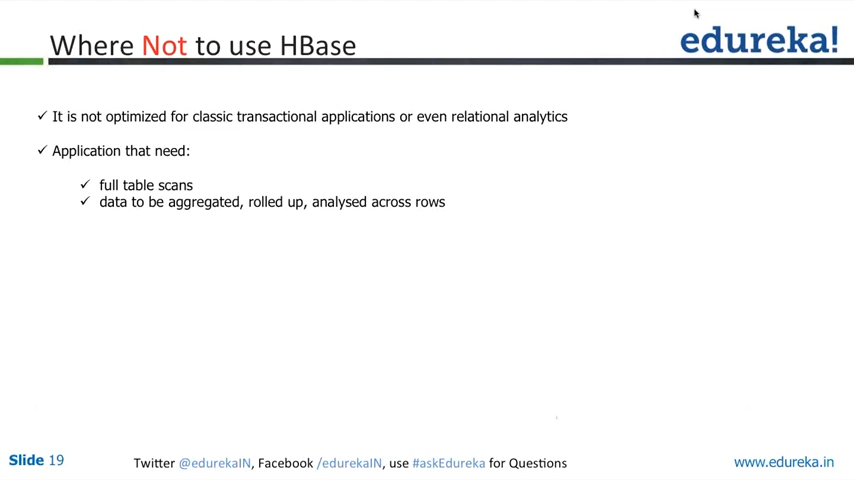 Where Not to use HBase
edureka!
✓ It is not optimized for classic transactional applications or even relational analytics
✓ Application that need:
✓ full table scans
✓ data to be aggregated, rolled up, analysed across rows
Slide 19
Twitter @edurekaIN, Facebook /edurekaIN, use #askEdureka for Questions
www.edureka.in